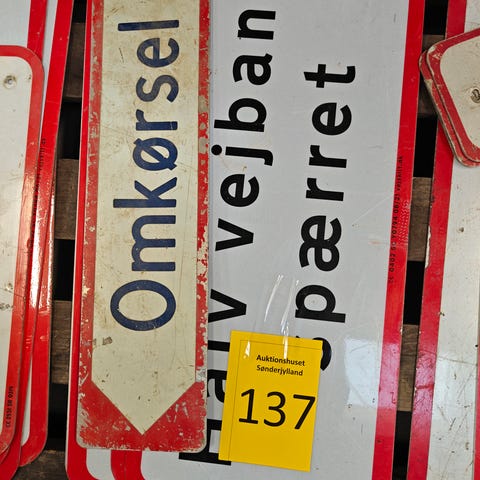 Omkørsel
Halv vejbane
spærret
Auktionshuset
Sønderjylland
137